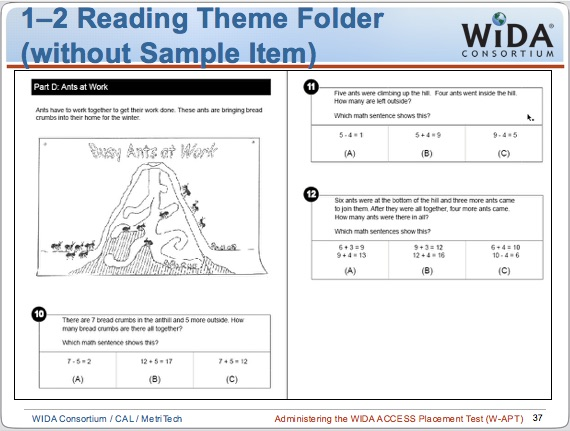 1–2 Reading Theme Folder
(without Sample Item)
WIDA
CONSORTIUM
Part D: Ants at Work
Ants have to work together to get their work done. These ants are bringing bread
crumbs into their home for the winter.
Busy Ants at Work
10
There are 7 bread crumbs in the anthill and 5 more outside. How
many bread crumbs are there all together?
Which math sentence shows this?
7 - 5 = 2
12 + 5 = 17
7 + 5 = 12
(A)
(B)
(C)
11
Five ants were climbing up the hill. Four ants went inside the hill.
How many are left outside?
Which math sentence shows this?
5 - 4 = 1
5 + 4 = 9
9 - 4 = 5
(A)
(B)
(C)
12
Six ants were at the bottom of the hill and three more ants came
to join them. After they were all together, four more ants came.
How many ants were there in all?
Which math sentences show this?
6 + 3 = 9
9 + 3 = 12
6 + 4 = 10
9 + 4 = 13
12 + 4 = 16
10 - 4 = 6
(A)
(B)
(C)
WIDA Consortium / CAL / MetriTech
Administering the WIDA ACCESS Placement Test (W-APT)
37